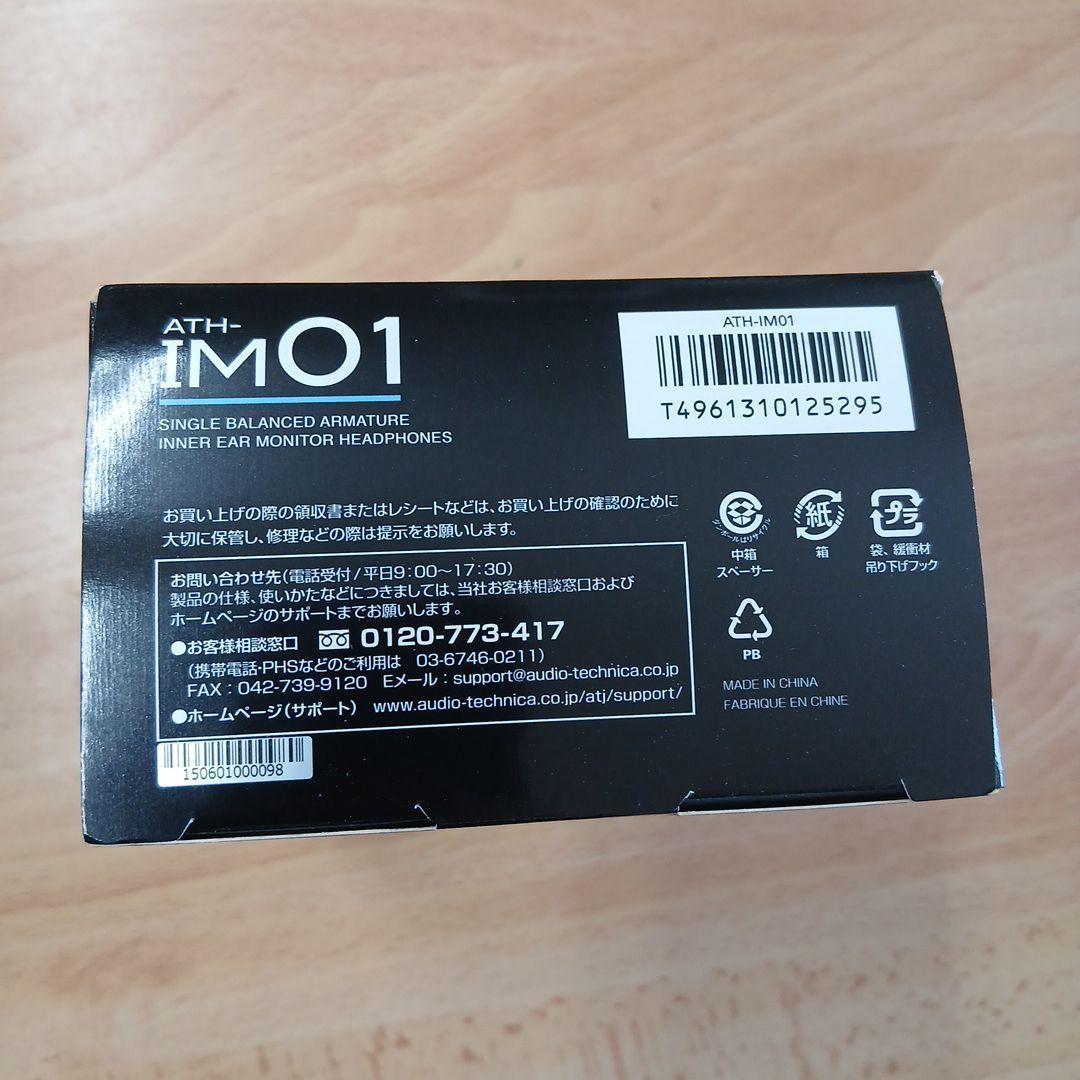 ATH-
IM01
SINGLE BALANCED ARMATURE
INNER EAR MONITOR HEADPHONES
ATH-IM01
T4961310125295
お買い上げの際の領収書またはレシートなどは、お買い上げの確認のために
大切に保管し、修理などの際は提示をお願いします。
お問い合わせ先(電話受付/平日9:00〜17:30)
製品の仕様、使いかたなどにつきましては、当社お客様相談窓口および
ホームページのサポートまでお願いします。
●お客様相談窓口 0120-773-417
(携帯電話・PHSなどのご利用は 03-6746-0211)
FAX:042-739-9120 Eメール:support@audio-technica.co.jp
●ホームページ(サポート) www.audio-technica.co.jp/atj/support/
150601000098
ダンボールはリサイクル
中箱
スペーサー
紙
箱
プラ
袋、緩衝材
吊り下げフック
PB
MADE IN CHINA
FABRIQUE EN CHINE